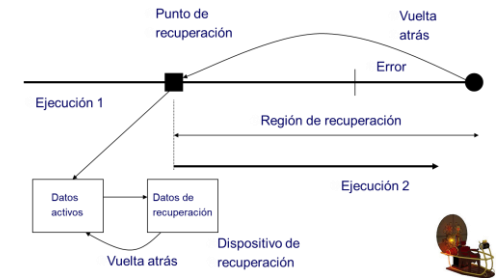 Punto de
recuperación
Vuelta
atrás
Error
Ejecución 1
Región de recuperación
Ejecución 2
Datos
activos
Datos de
recuperación
Vuelta atrás
Dispositivo de
recuperación